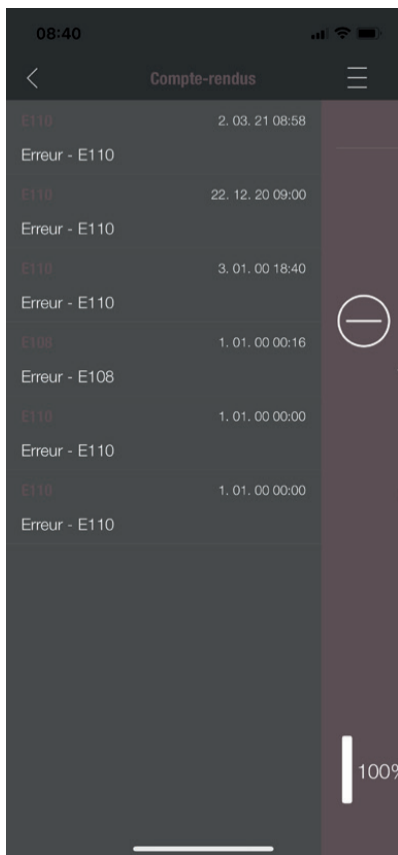 08:40
Compte-rendus
E110 2. 03. 21 08:58
Erreur - E110
E110 22. 12. 20 09:00
Erreur - E110
E110 3. 01. 00 18:40
Erreur - E110
E108 1. 01. 00 00:16
Erreur - E108
E110 1. 01. 00 00:00
Erreur - E110
E110 1. 01. 00 00:00
Erreur - E110
100%